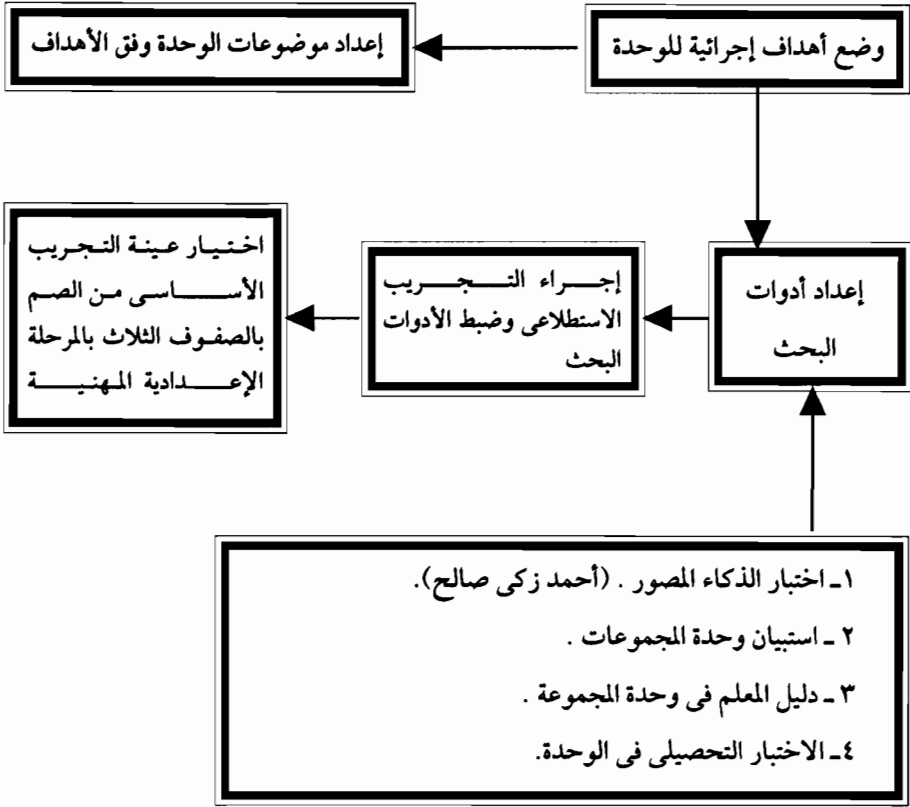 وضع أهداف إجرائية للوحدة
إعداد موضوعات الوحدة وفق الأهداف
إعداد أدوات
البحث
إجراء التجريب
الاستطلاعى وضبط الأدوات
البحث
اختيار عينة التجريب
الأساسى من الصم
بالصفوف الثلاث بالمرحلة
الإعدادية المهنية
١ـ اختبار الذكاء المصور . (أحمد زكى صالح).
٢ ـ استبيان وحدة المجموعات .
٣ ـ دليل المعلم فى وحدة المجموعة .
٤ـ الاختبار التحصيلى فى الوحدة.